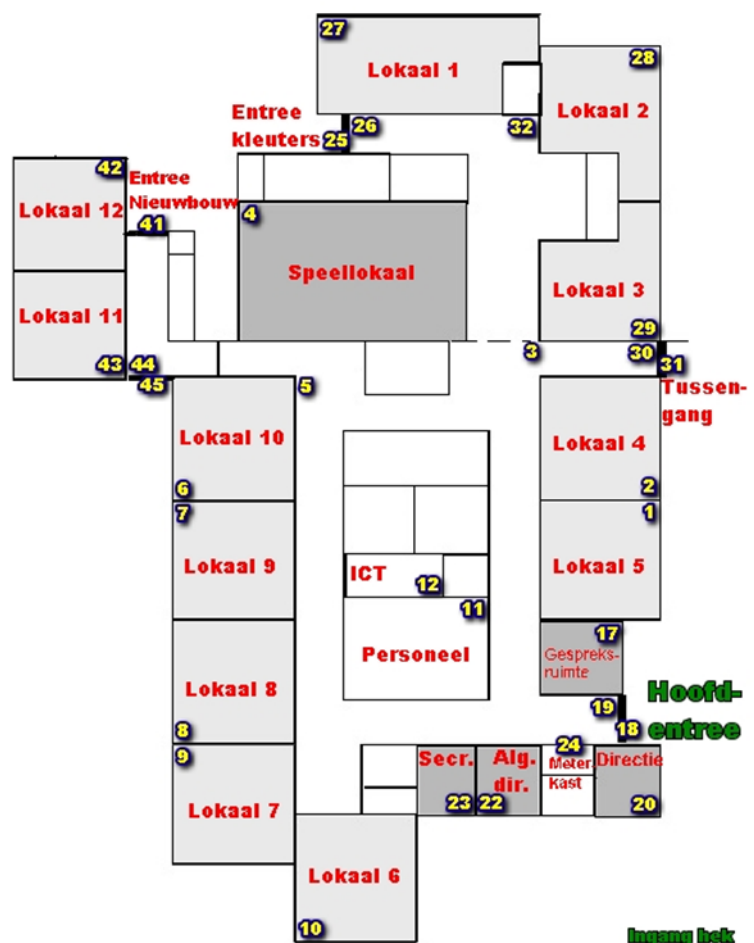 27
Lokaal 1
28
Lokaal 2
Entree
kleuters
26
25
32
42
Entree
Nieuwbouw
Lokaal 12
41
4
Speellokaal
Lokaal 3
Lokaal 11
29
43
44
45
3
30
31
Tussen-
gang
5
Lokaal 10
6
Lokaal 4
2
7
Lokaal 9
1
Lokaal 5
ICT
12
11
Personeel
17
Gespreks-
ruimte
Lokaal 8
8
19
18
Hoofd-
entree
9
Lokaal 7
Secr.
23
Alg.
dir.
22
24
Meter
kast
Directie
20
Lokaal 6
10
Ingang hek